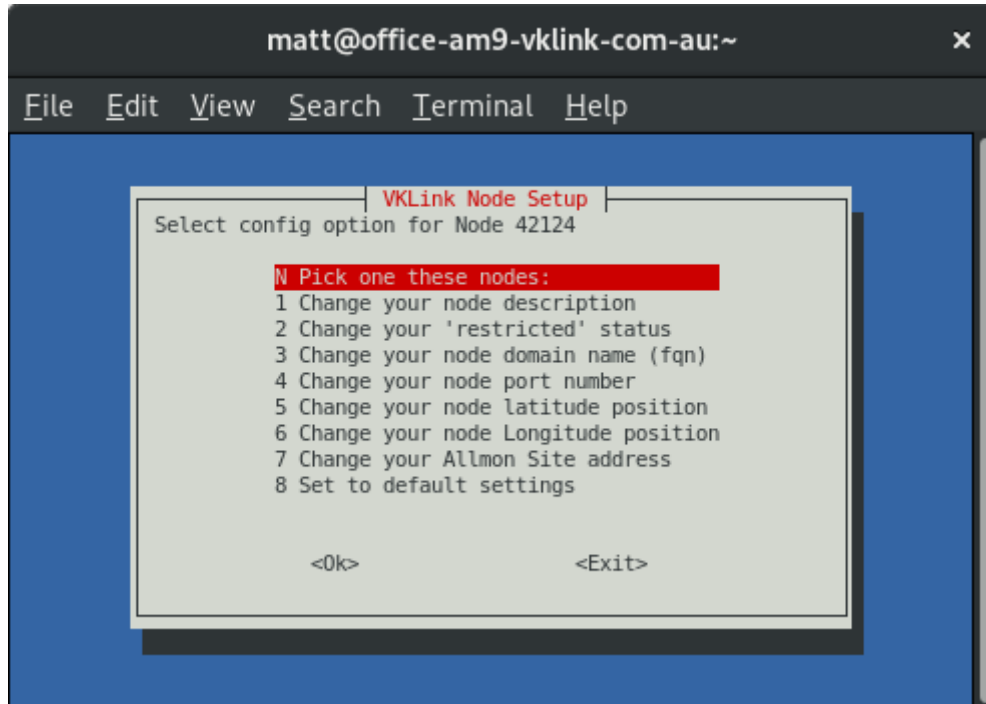 matt@office-am9-vklink-com-au:~ ×
File Edit View Search Terminal Help
VKLink Node Setup
Select config option for Node 42124
N Pick one these nodes:
1 Change your node description
2 Change your 'restricted' status
3 Change your node domain name (fqn)
4 Change your node port number
5 Change your node latitude position
6 Change your node Longitude position
7 Change your Allmon Site address
8 Set to default settings
<Ok> <Exit>